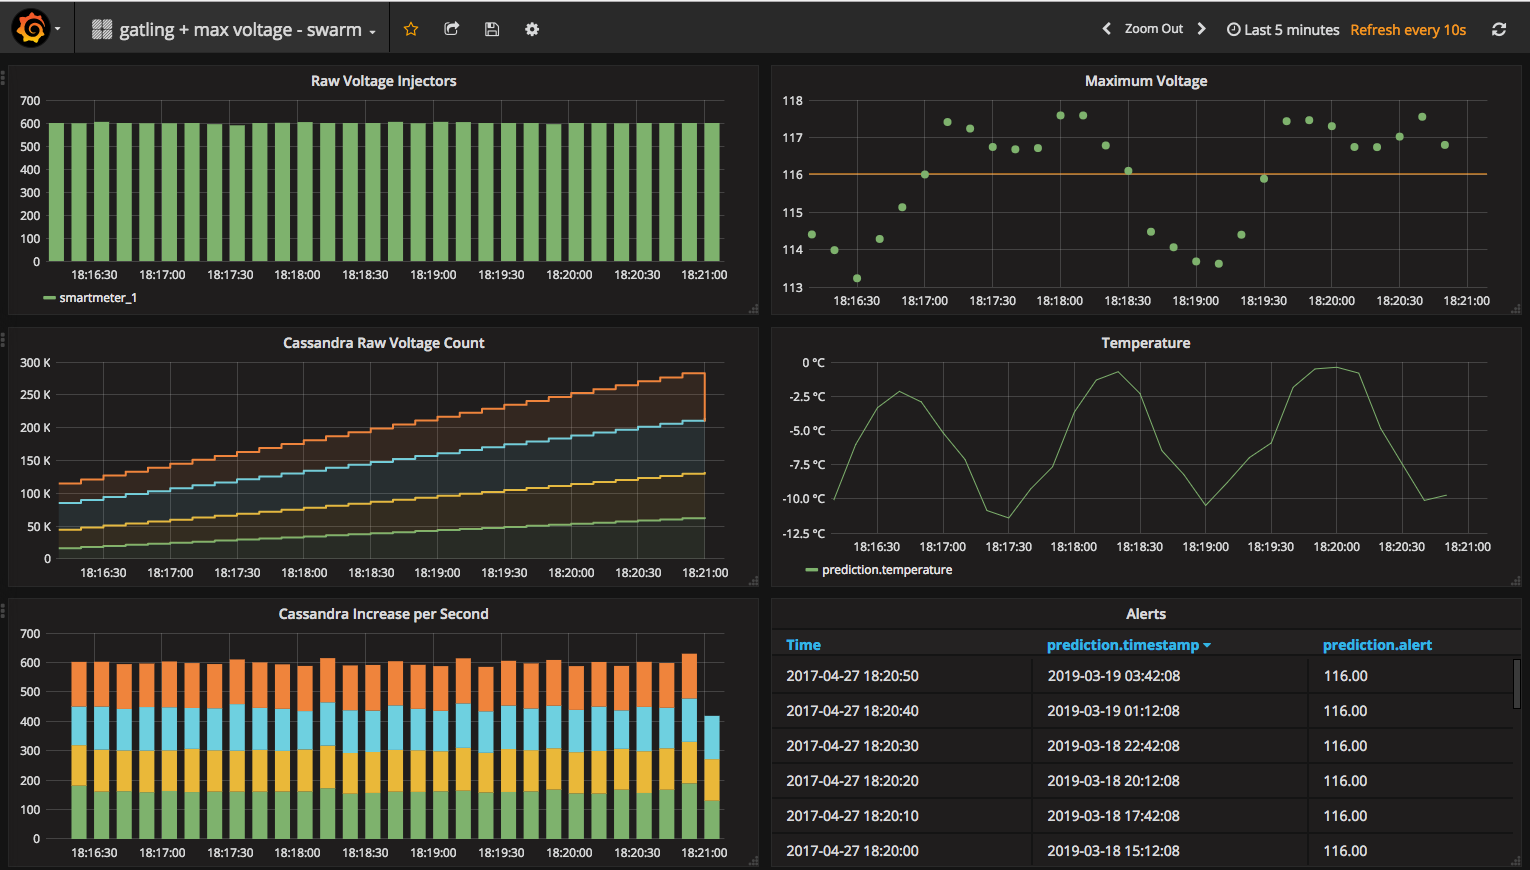 gatling + max voltage - swarm
Zoom Out
Last 5 minutes Refresh every 10s
Raw Voltage Injectors
700
600
500
400
300
200
100
0
18:16:30 18:17:00 18:17:30 18:18:00 18:18:30 18:19:00 18:19:30 18:20:00 18:20:30 18:21:00
smartmeter_1
Maximum Voltage
118
117
116
115
114
113
18:16:30 18:17:00 18:17:30 18:18:00 18:18:30 18:19:00 18:19:30 18:20:00 18:20:30 18:21:00
Cassandra Raw Voltage Count
300 K
250 K
200 K
150 K
100 K
50 K
0
18:16:30 18:17:00 18:17:30 18:18:00 18:18:30 18:19:00 18:19:30 18:20:00 18:20:30 18:21:00
Temperature
0 °C
-2.5 °C
-5.0 °C
-7.5 °C
-10.0 °C
-12.5 °C
18:16:30 18:17:00 18:17:30 18:18:00 18:18:30 18:19:00 18:19:30 18:20:00 18:20:30 18:21:00
prediction.temperature
Cassandra Increase per Second
700
600
500
400
300
200
100
0
18:16:30 18:17:00 18:17:30 18:18:00 18:18:30 18:19:00 18:19:30 18:20:00 18:20:30 18:21:00
Alerts
Time prediction.timestamp prediction.alert
2017-04-27 18:20:50 2019-03-19 03:42:08 116.00
2017-04-27 18:20:40 2019-03-19 01:12:08 116.00
2017-04-27 18:20:30 2019-03-18 22:42:08 116.00
2017-04-27 18:20:20 2019-03-18 20:12:08 116.00
2017-04-27 18:20:10 2019-03-18 17:42:08 116.00
2017-04-27 18:20:00 2019-03-18 15:12:08 116.00